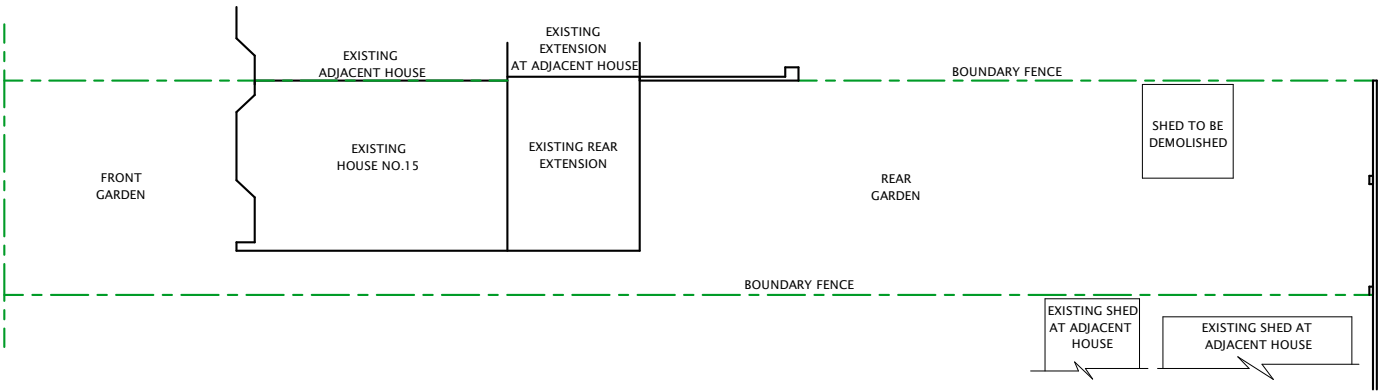 EXISTING
ADJACENT HOUSE
EXISTING
EXTENSION
AT ADJACENT HOUSE
BOUNDARY FENCE
SHED TO BE
DEMOLISHED
FRONT
GARDEN
EXISTING
HOUSE NO.15
EXISTING REAR
EXTENSION
REAR
GARDEN
BOUNDARY FENCE
EXISTING SHED
AT ADJACENT
HOUSE
EXISTING SHED AT
ADJACENT HOUSE